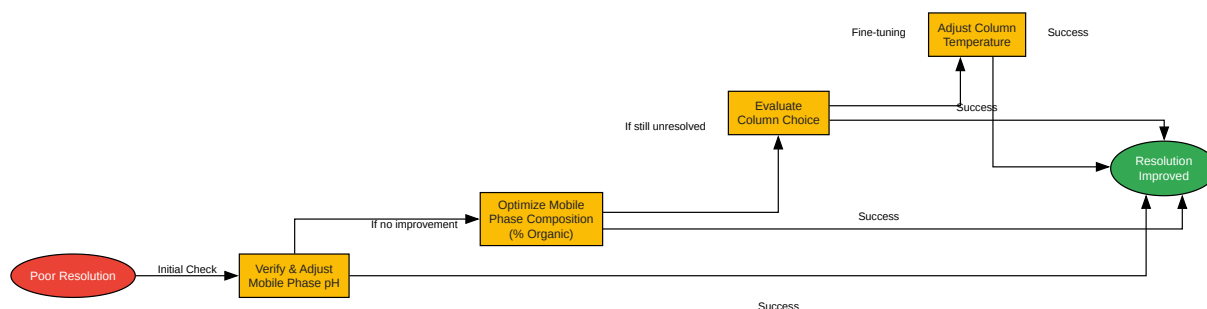 Fine-tuning
Adjust Column
Temperature
Success
Evaluate
Column Choice
Success
If still unresolved
Resolution
Improved
Optimize Mobile
Phase Composition
(% Organic)
Success
If no improvement
Poor Resolution
Initial Check
Verify & Adjust
Mobile Phase pH
Success